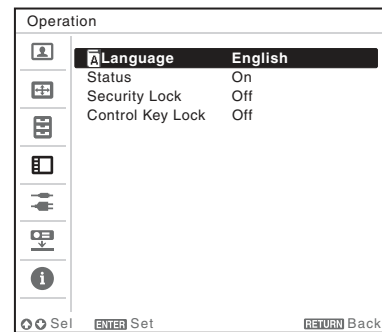 Operation
Language English
Status On
Security Lock Off
Control Key Lock Off
Sel ENTER Set RETURN Back